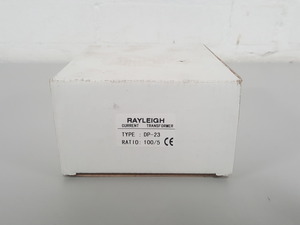 RAYLEIGH
CURRENT TRANSFORMER
TYPE : DP-23
RATIO: 100/5 CE